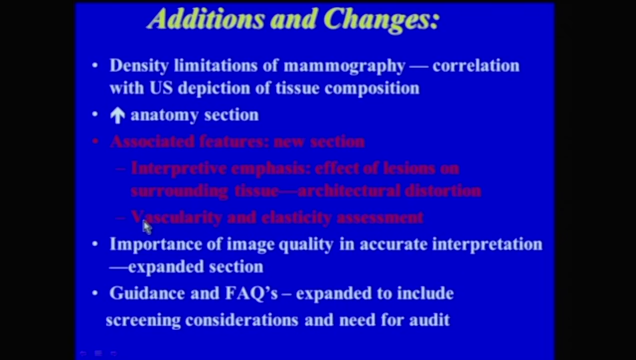 Additions and Changes:
• Density limitations of mammography — correlation
with US depiction of tissue composition
• ↑ anatomy section
• Associated features: new section
– Interpretive emphasis: effect of lesions on
surrounding tissue—architectural distortion
– Vascularity and elasticity assessment
• Importance of image quality in accurate interpretation
—expanded section
• Guidance and FAQ's – expanded to include
screening considerations and need for audit